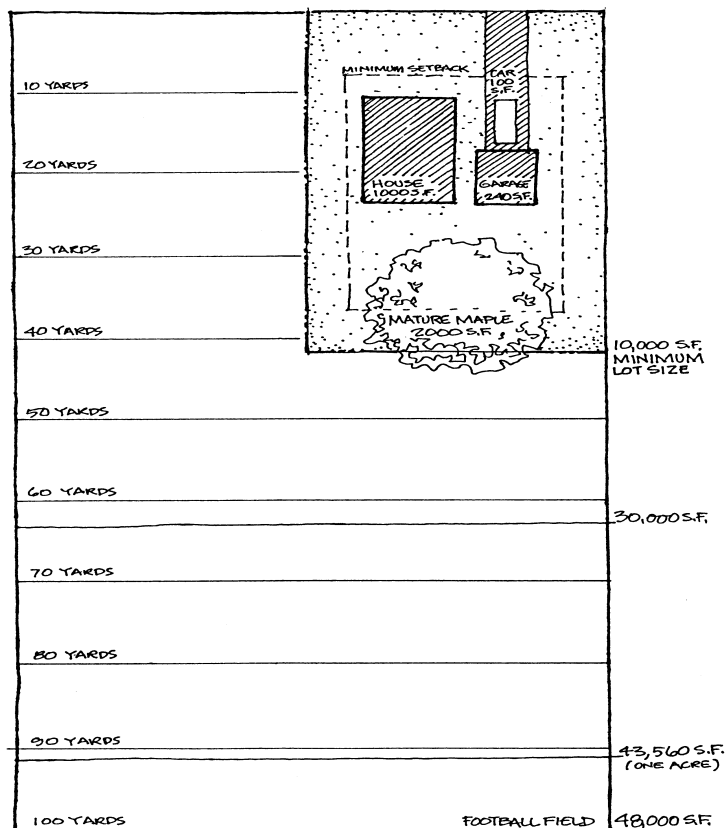 MINIMUM SETBACK
CAR
100
S.F.
10 YARDS
20 YARDS
HOUSE
1000 S.F.
GARAGE
240 S.F.
30 YARDS
MATURE MAPLE
2000 S.F.
40 YARDS
10,000 S.F.
MINIMUM
LOT SIZE
50 YARDS
60 YARDS
30,000 S.F.
70 YARDS
80 YARDS
90 YARDS
43,560 S.F.
(ONE ACRE)
100 YARDS
FOOTBALL FIELD
48,000 S.F.